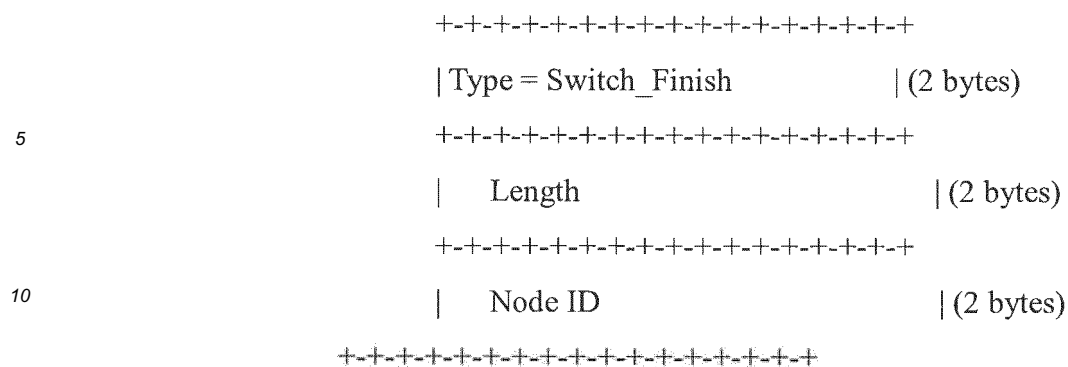 +-+-+-+-+-+-+-+-+-+-+-+-+-+-+-+-+
|Type = Switch_Finish |(2 bytes)
5 +-+-+-+-+-+-+-+-+-+-+-+-+-+-+-+-+
| Length |(2 bytes)
+-+-+-+-+-+-+-+-+-+-+-+-+-+-+-+-+
10 | Node ID |(2 bytes)
+-+-+-+-+-+-+-+-+-+-+-+-+-+-+-+-+